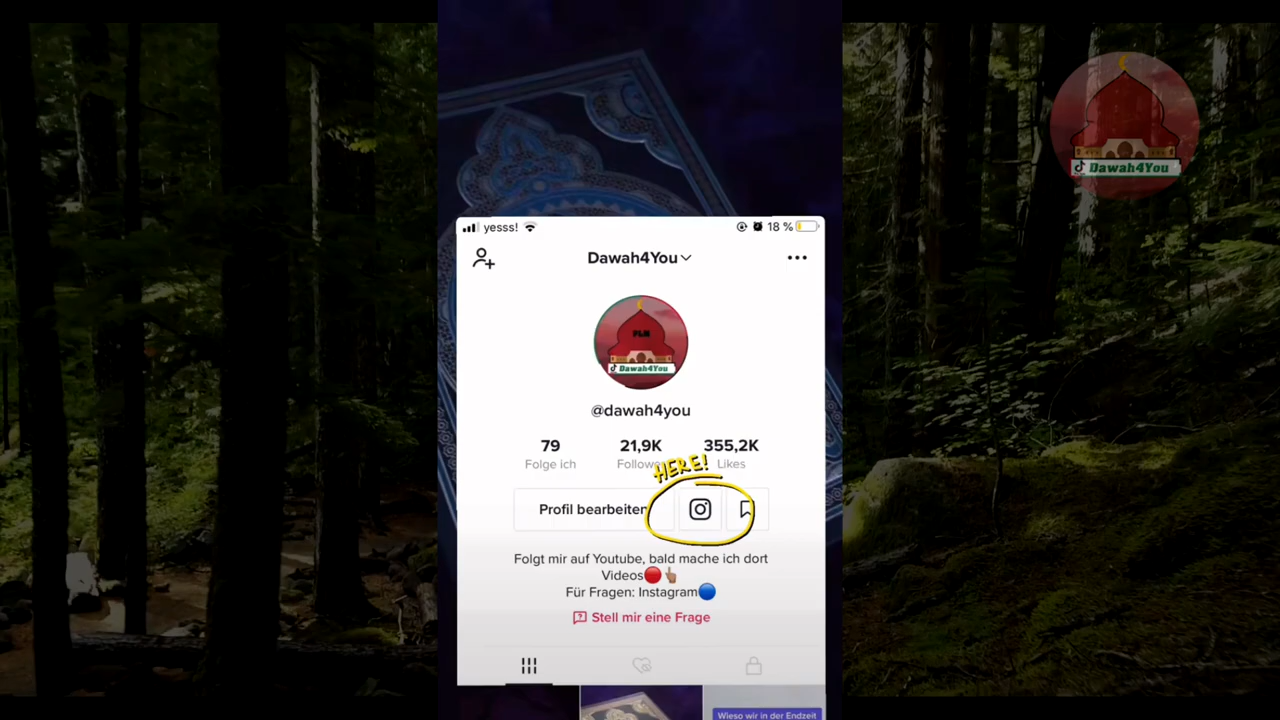 Dawah4You
yesss!
18 %
Dawah4You
PLM
Dawah4You
@dawah4you
79
21,9K
355,2K
Folge ich
Followe
Likes
HERE!
Profil bearbeiten
Folgt mir auf Youtube, bald mache ich dort
Videos🔴👆🏽
Für Fragen: Instagram🔵
Stell mir eine Frage
Wieso wir in der Endzeit